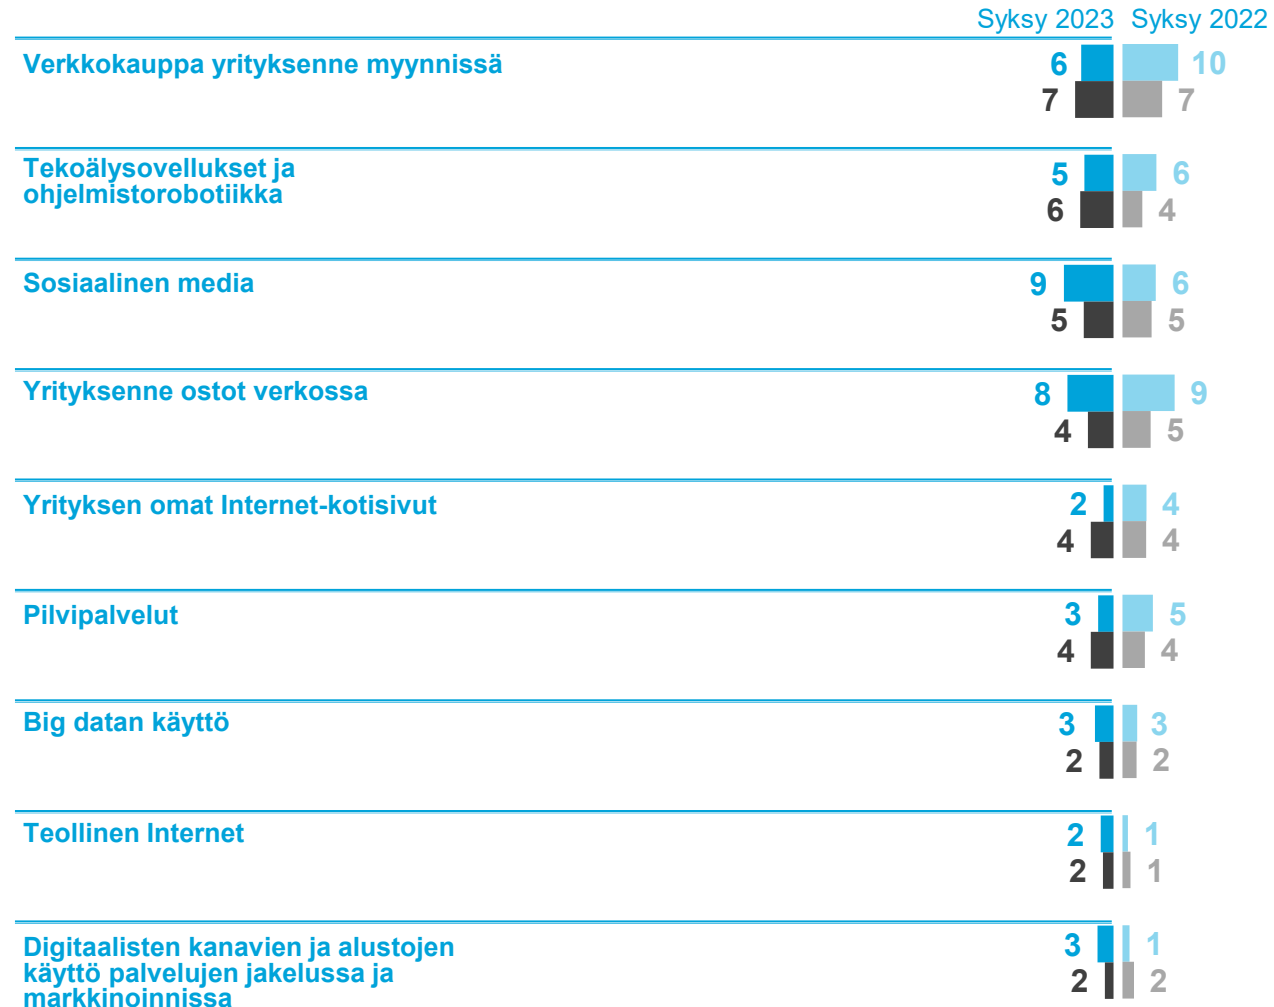 Syksy 2023 Syksy 2022
Verkkokauppa yrityksenne myynnissä
6 10
7 7
Tekoälysovellukset ja
ohjelmistorobotiikka
5 6
6 4
Sosiaalinen media
9 6
5 5
Yrityksenne ostot verkossa
8 9
4 5
Yrityksen omat Internet-kotisivut
2 4
4 4
Pilvipalvelut
3 5
4 4
Big datan käyttö
3 3
2 2
Teollinen Internet
2 1
2 1
Digitaalisten kanavien ja alustojen
käyttö palvelujen jakelussa ja
markkinoinnissa
3 1
2 2